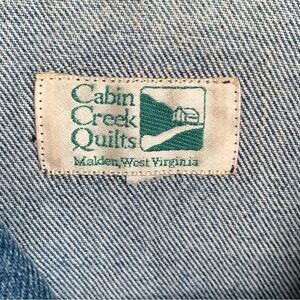 Cabin
Creek
Quilts
Malden, West Virginia